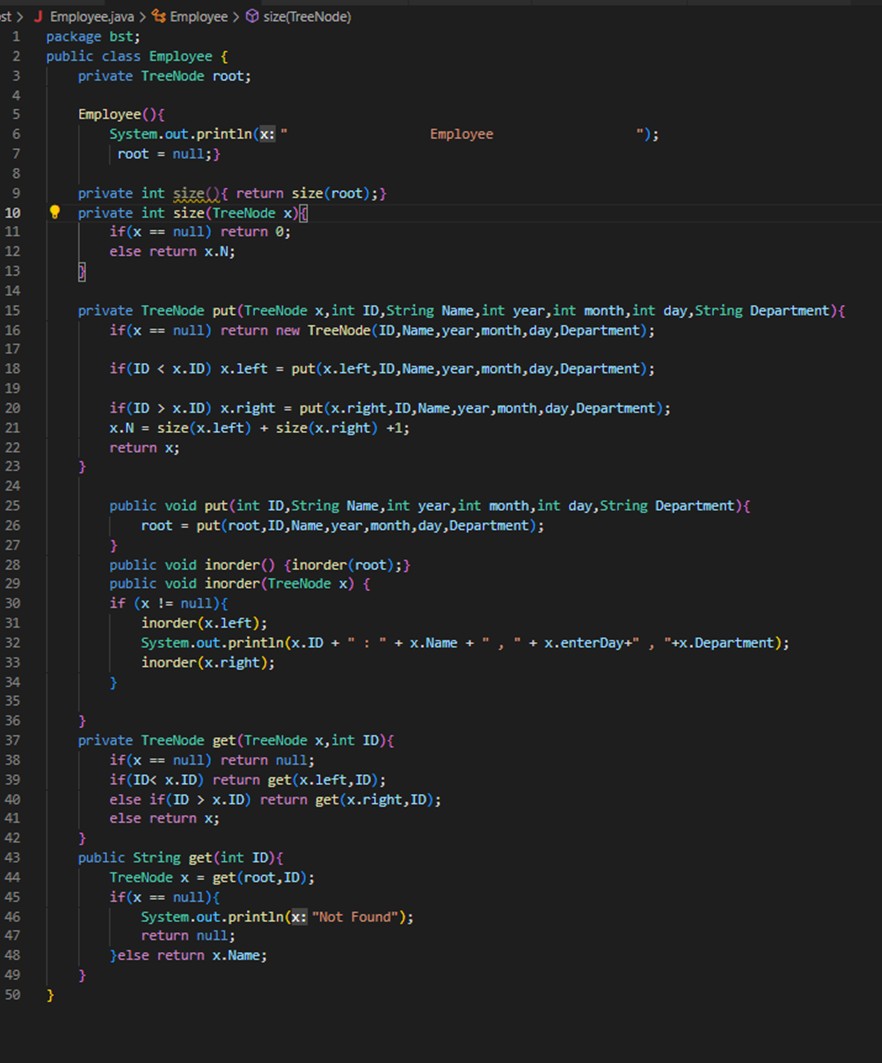 st > J Employee.java > Employee > size(TreeNode)
1 package bst;
2 public class Employee {
3     private TreeNode root;
4
5     Employee(){
6         System.out.println(x: "                  Employee                  ");
7          root = null;}
8
9     private int size(){ return size(root);}
10     private int size(TreeNode x){
11         if(x == null) return 0;
12         else return x.N;
13     }
14
15     private TreeNode put(TreeNode x,int ID,String Name,int year,int month,int day,String Department){
16         if(x == null) return new TreeNode(ID,Name,year,month,day,Department);
17
18         if(ID < x.ID) x.left = put(x.left,ID,Name,year,month,day,Department);
19
20         if(ID > x.ID) x.right = put(x.right,ID,Name,year,month,day,Department);
21         x.N = size(x.left) + size(x.right) +1;
22         return x;
23     }
24
25         public void put(int ID,String Name,int year,int month,int day,String Department){
26             root = put(root,ID,Name,year,month,day,Department);
27         }
28         public void inorder() {inorder(root);}
29         public void inorder(TreeNode x) {
30         if (x != null){
31             inorder(x.left);
32             System.out.println(x.ID + " : " + x.Name + " , " + x.enterDay+" , "+x.Department);
33             inorder(x.right);
34         }
35
36     }
37     private TreeNode get(TreeNode x,int ID){
38         if(x == null) return null;
39         if(ID< x.ID) return get(x.left,ID);
40         else if(ID > x.ID) return get(x.right,ID);
41         else return x;
42     }
43     public String get(int ID){
44         TreeNode x = get(root,ID);
45         if(x == null){
46             System.out.println(x: "Not Found");
47             return null;
48         }else return x.Name;
49     }
50 }